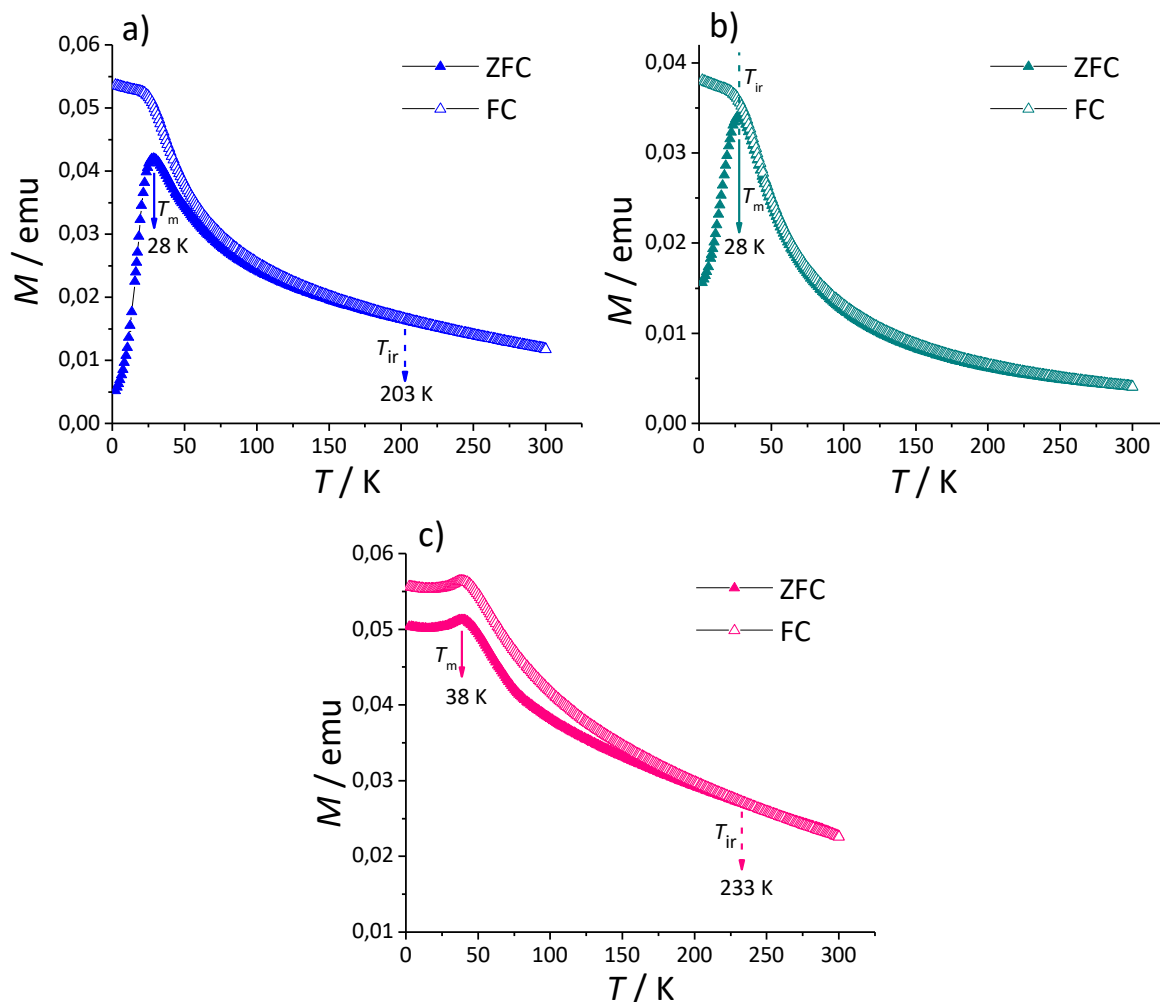 a)
0,06
0,05
0,04
0,03
0,02
0,01
0,00
M / emu
ZFC
FC
Tm
28 K
Tir
203 K
0 50 100 150 200 250 300
T / K
b)
0,04
0,03
0,02
0,01
0,00
M / emu
ZFC
FC
Tir
Tm
28 K
0 50 100 150 200 250 300
T / K
c)
0,06
0,05
0,04
0,03
0,02
0,01
M / emu
ZFC
FC
Tm
38 K
Tir
233 K
0 50 100 150 200 250 300
T / K